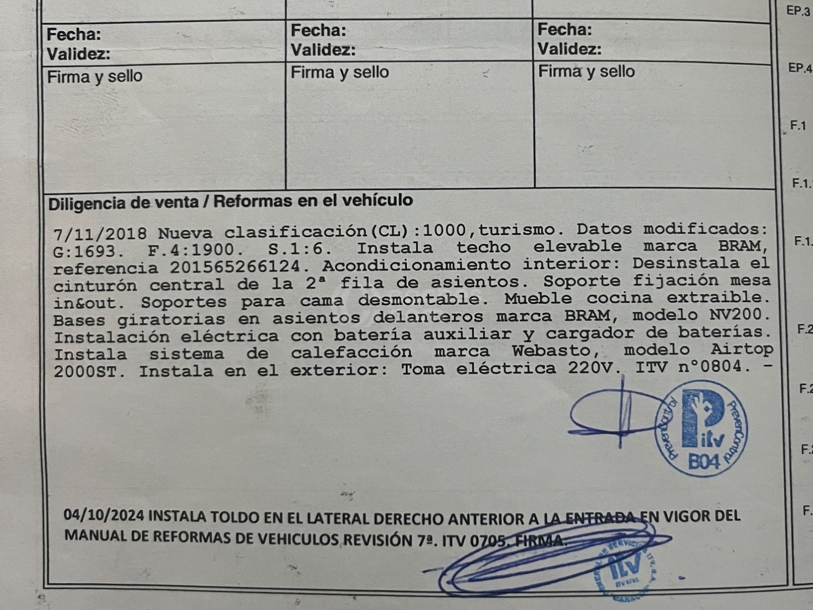 Fecha: Fecha: Fecha:
Validez: Validez: Validez:
Firma y sello Firma y sello Firma y sello
EP.3
EP.4
F.1
F.1.
F.1.
F.2
F.2
F.
F.
Diligencia de venta / Reformas en el vehículo
7/11/2018 Nueva clasificación(CL):1000,turismo. Datos modificados:
G:1693. F.4:1900. S.1:6. Instala techo elevable marca BRAM,
referencia 201565266124. Acondicionamiento interior: Desinstala el
cinturón central de la 2ª fila de asientos. Soporte fijación mesa
in&out. Soportes para cama desmontable. Mueble cocina extraible.
Bases giratorias en asientos delanteros marca BRAM, modelo NV200.
Instalación eléctrica con batería auxiliar y cargador de baterías.
Instala sistema de calefacción marca Webasto, modelo Airtop
2000ST. Instala en el exterior: Toma eléctrica 220V. ITV nº0804. -
PrevenControl
P itv
PrevenControl
B04
04/10/2024 INSTALA TOLDO EN EL LATERAL DERECHO ANTERIOR A LA ENTRADA EN VIGOR DEL
MANUAL DE REFORMAS DE VEHICULOS REVISIÓN 7ª. ITV 0705. FIRMA:
itv